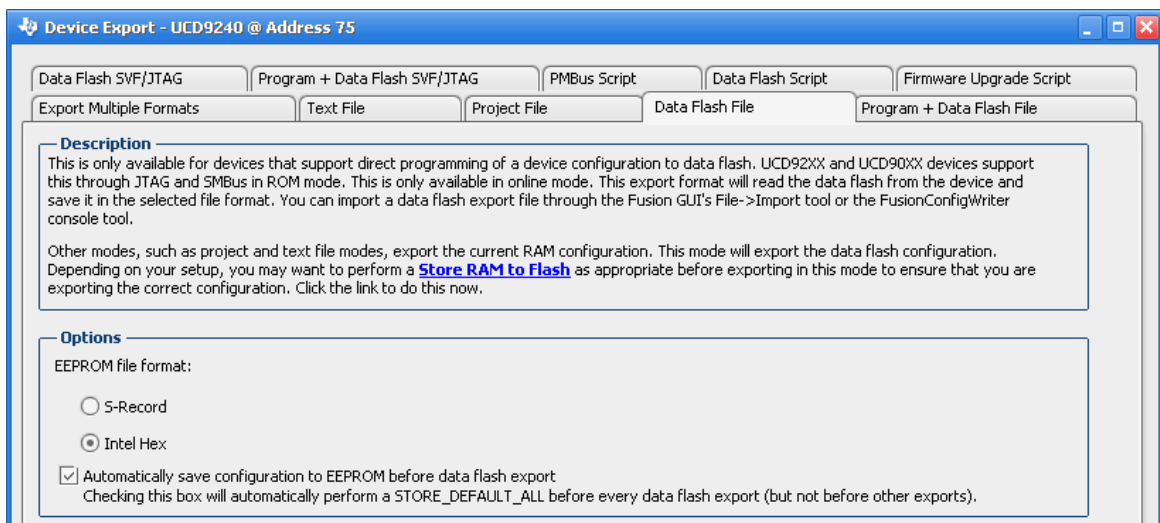 Device Export - UCD9240 @ Address 75
Data Flash SVF/JTAG Program + Data Flash SVF/JTAG PMBus Script Data Flash Script Firmware Upgrade Script
Export Multiple Formats Text File Project File Data Flash File Program + Data Flash File
Description
This is only available for devices that support direct programming of a device configuration to data flash. UCD92XX and UCD90XX devices support
this through JTAG and SMBus in ROM mode. This is only available in online mode. This export format will read the data flash from the device and
save it in the selected file format. You can import a data flash export file through the Fusion GUI's File->Import tool or the FusionConfigWriter
console tool.
Other modes, such as project and text file modes, export the current RAM configuration. This mode will export the data flash configuration.
Depending on your setup, you may want to perform a Store RAM to Flash as appropriate before exporting in this mode to ensure that you are
exporting the correct configuration. Click the link to do this now.
Options
EEPROM file format:
S-Record
Intel Hex
Automatically save configuration to EEPROM before data flash export
Checking this box will automatically perform a STORE_DEFAULT_ALL before every data flash export (but not before other exports).